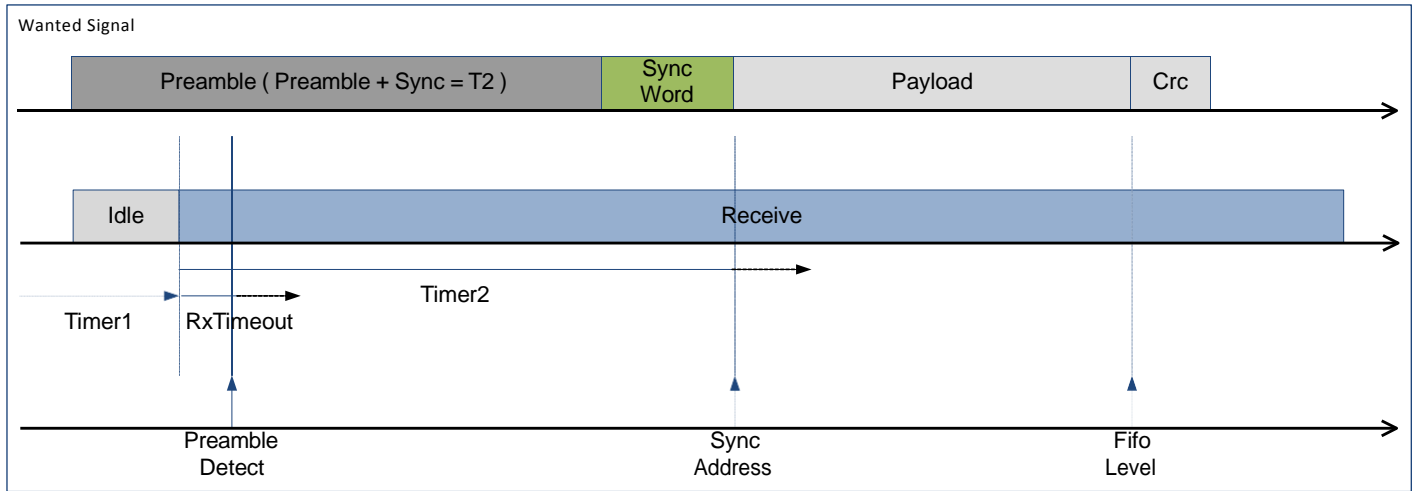 Wanted Signal
Preamble ( Preamble + Sync = T2 )
Sync
Word
Payload
Crc
Idle
Receive
Timer2
Timer1
RxTimeout
Preamble
Detect
Sync
Address
Fifo
Level